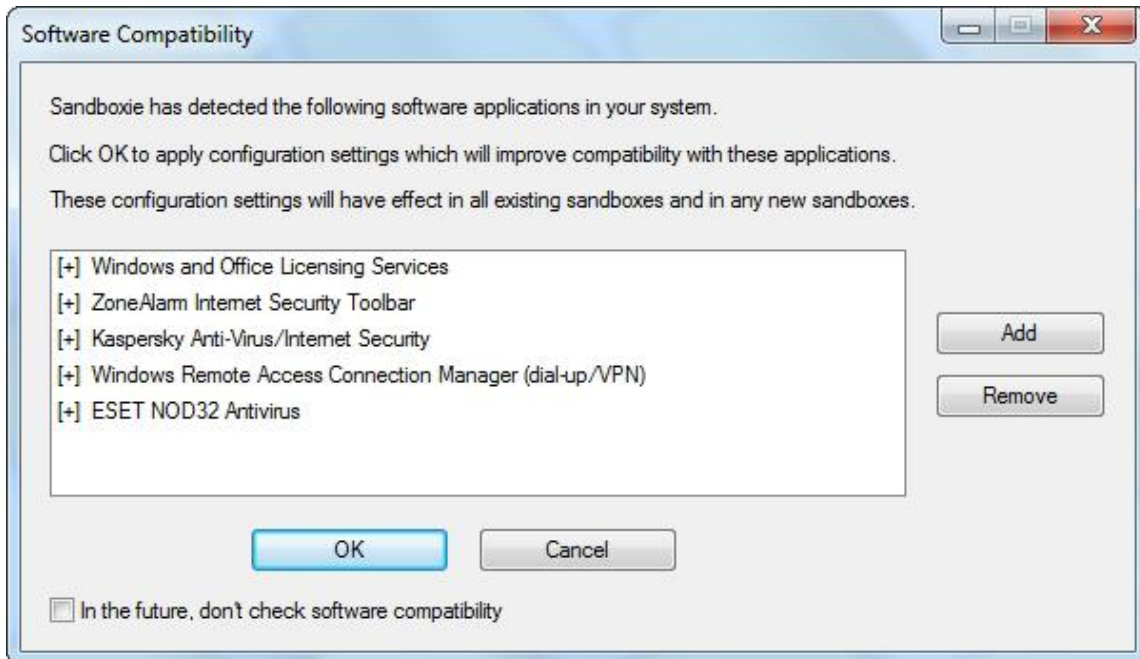 Software Compatibility
Sandboxie has detected the following software applications in your system.
Click OK to apply configuration settings which will improve compatibility with these applications.
These configuration settings will have effect in all existing sandboxes and in any new sandboxes.
[+] Windows and Office Licensing Services
[+] ZoneAlarm Internet Security Toolbar
[+] Kaspersky Anti-Virus/Internet Security
[+] Windows Remote Access Connection Manager (dial-up/VPN)
[+] ESET NOD32 Antivirus
Add
Remove
OK
Cancel
In the future, don't check software compatibility